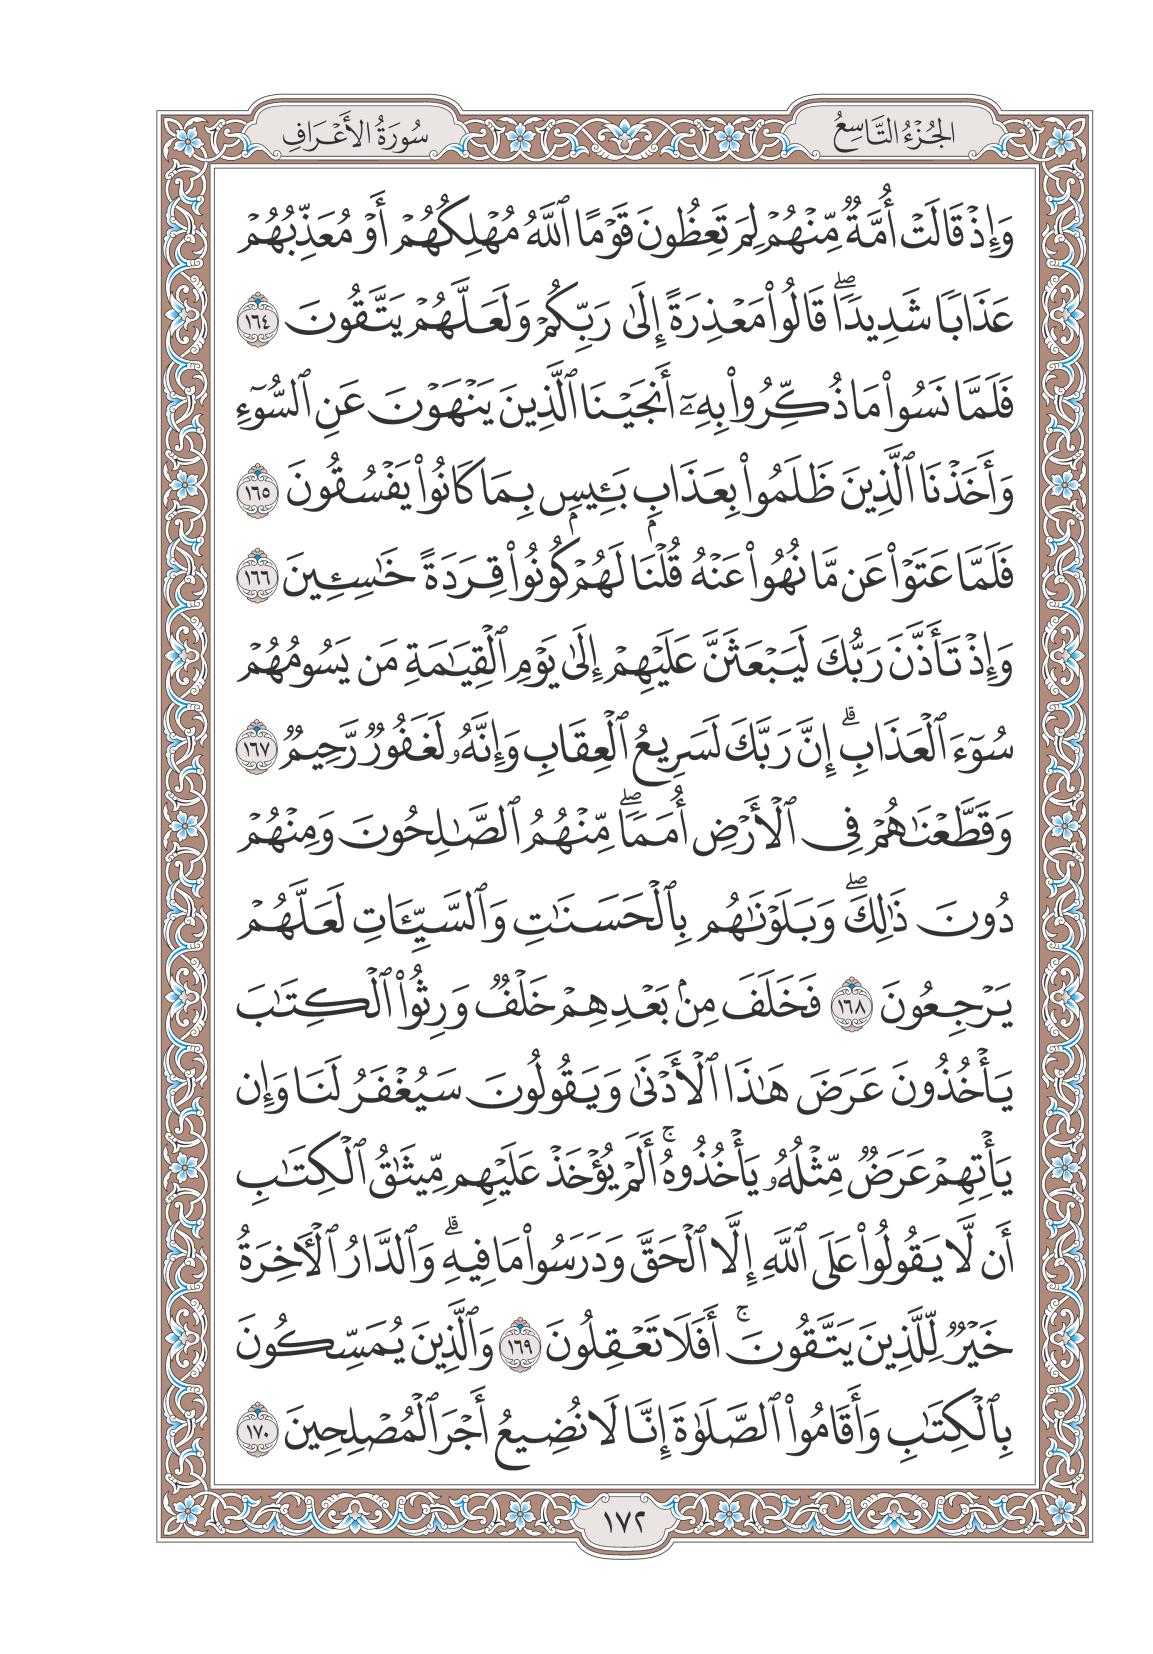 الجُزْءُ التَّاسِعُ
سُورَةُ الأَعْرَافِ
وَإِذْ قَالَتْ أُمَّةٌ مِّنْهُمْ لِمَ تَعِظُونَ قَوْمًا ٱللَّهُ مُهْلِكُهُمْ أَوْ مُعَذِّبُهُمْ
عَذَابًا شَدِيدًاۖ قَالُوا۟ مَعْذِرَةً إِلَىٰ رَبِّكُمْ وَلَعَلَّهُمْ يَتَّقُونَ ١٦٤
فَلَمَّا نَسُوا۟ مَا ذُكِّرُوا۟ بِهِۦٓ أَنجَيْنَا ٱلَّذِينَ يَنْهَوْنَ عَنِ ٱلسُّوٓءِ
وَأَخَذْنَا ٱلَّذِينَ ظَلَمُوا۟ بِعَذَابٍۭ بَـِٔيسٍۭ بِمَا كَانُوا۟ يَفْسُقُونَ ١٦٥
فَلَمَّا عَتَوْا۟ عَن مَّا نُهُوا۟ عَنْهُ قُلْنَا لَهُمْ كُونُوا۟ قِرَدَةً خَـٰسِـِٔينَ ١٦٦
وَإِذْ تَأَذَّنَ رَبُّكَ لَيَبْعَثَنَّ عَلَيْهِمْ إِلَىٰ يَوْمِ ٱلْقِيَـٰمَةِ مَن يَسُومُهُمْ
سُوٓءَ ٱلْعَذَابِۗ إِنَّ رَبَّكَ لَسَرِيعُ ٱلْعِقَابِ وَإِنَّهُۥ لَغَفُورٌ رَّحِيمٌ ١٦٧
وَقَطَّعْنَـٰهُمْ فِى ٱلْأَرْضِ أُمَمًاۖ مِّنْهُمُ ٱلصَّـٰلِحُونَ وَمِنْهُمْ
دُونَ ذَٰلِكَۖ وَبَلَوْنَـٰهُم بِٱلْحَسَنَـٰتِ وَٱلسَّيِّـَٔاتِ لَعَلَّهُمْ
يَرْجِعُونَ ١٦٨ فَخَلَفَ مِنۢ بَعْدِهِمْ خَلْفٌ وَرِثُوا۟ ٱلْكِتَـٰبَ
يَأْخُذُونَ عَرَضَ هَـٰذَا ٱلْأَدْنَىٰ وَيَقُولُونَ سَيُغْفَرُ لَنَا وَإِن
يَأْتِهِمْ عَرَضٌ مِّثْلُهُۥ يَأْخُذُوهُۚ أَلَمْ يُؤْخَذْ عَلَيْهِم مِّيثَـٰقُ ٱلْكِتَـٰبِ
أَن لَّا يَقُولُوا۟ عَلَى ٱللَّهِ إِلَّا ٱلْحَقَّ وَدَرَسُوا۟ مَا فِيهِۗ وَٱلدَّارُ ٱلْـَٔاخِرَةُ
خَيْرٌ لِّلَّذِينَ يَتَّقُونَۚ أَفَلَا تَعْقِلُونَ ١٦٩ وَٱلَّذِينَ يُمَسِّكُونَ
بِٱلْكِتَـٰبِ وَأَقَامُوا۟ ٱلصَّلَوٰةَ إِنَّا لَا نُضِيعُ أَجْرَ ٱلْمُصْلِحِينَ ١٧٠
١٧٢